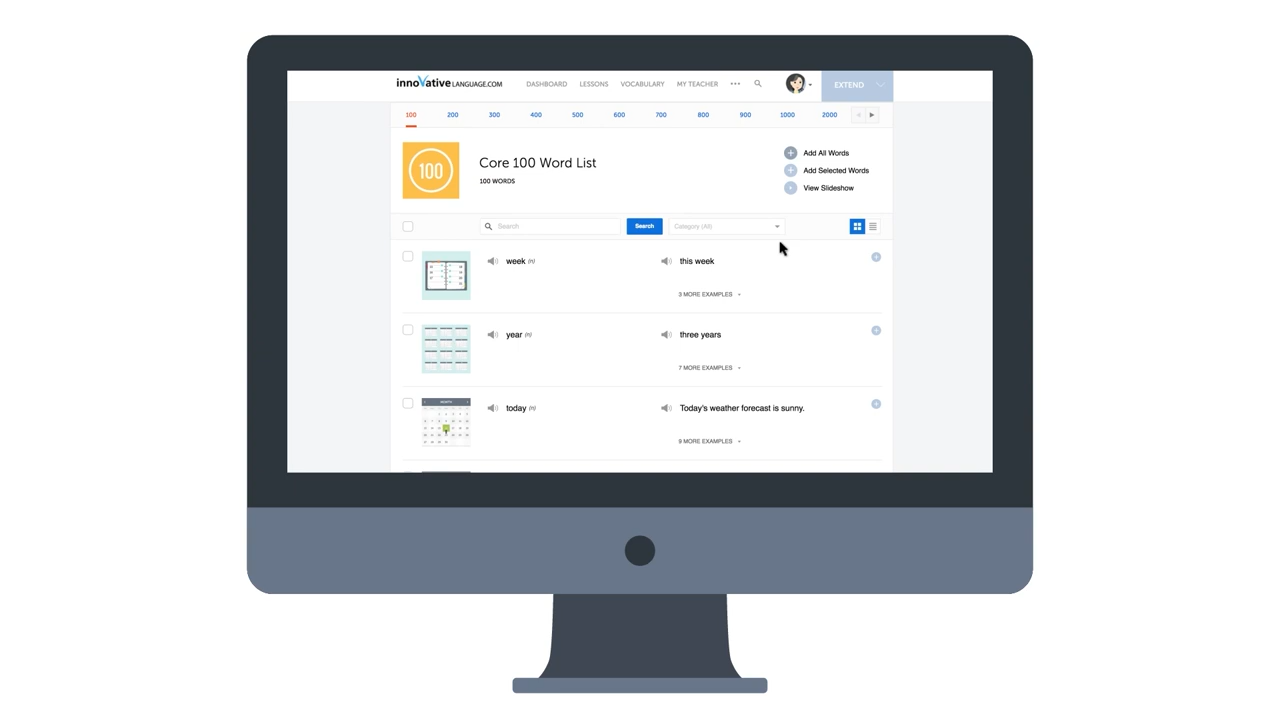 innoVative LANGUAGE.COM DASHBOARD LESSONS VOCABULARY MY TEACHER ••• EXTEND
100 200 300 400 500 600 700 800 900 1000 2000
100
Core 100 Word List
100 WORDS
Add All Words
Add Selected Words
View Slideshow
Search Search Category (All)
week (n) this week
3 MORE EXAMPLES
year (n) three years
7 MORE EXAMPLES
MONTH
today (n) Today's weather forecast is sunny.
9 MORE EXAMPLES